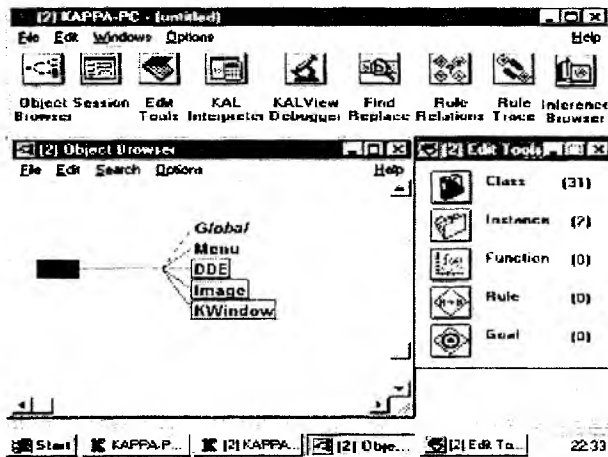 [2] KAPPA-PC - (untitled)
File Edit Windows Options Help
Object Browser
Session
Edit Tools
KAL Interpreter
KALView Debugger
Find Replace
Rule Relations
Rule Trace
Inference Browser
[2] Object Browser
File Edit Search Options Help
Global
Menu
DDE
Image
KWindow
[2] Edit Tools
Class (31)
Instance (2)
Function (0)
Rule (0)
Goal (0)
Start KAPPA-P... [2] KAPPA... [2] Obje... [2] Edit To... 22:33